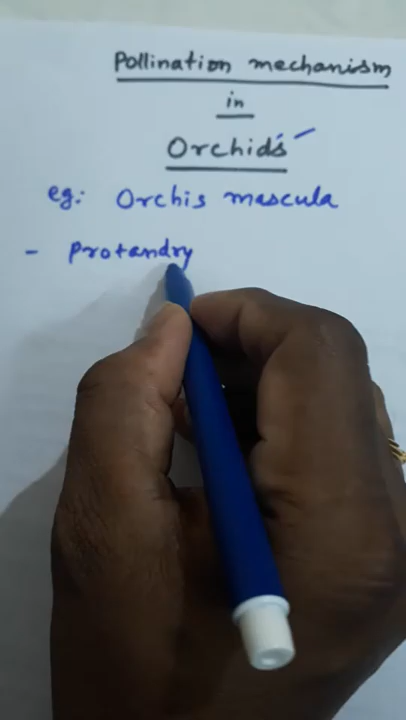 Pollination mechanism
in
Orchids
eg: Orchis mascula
- Protandry